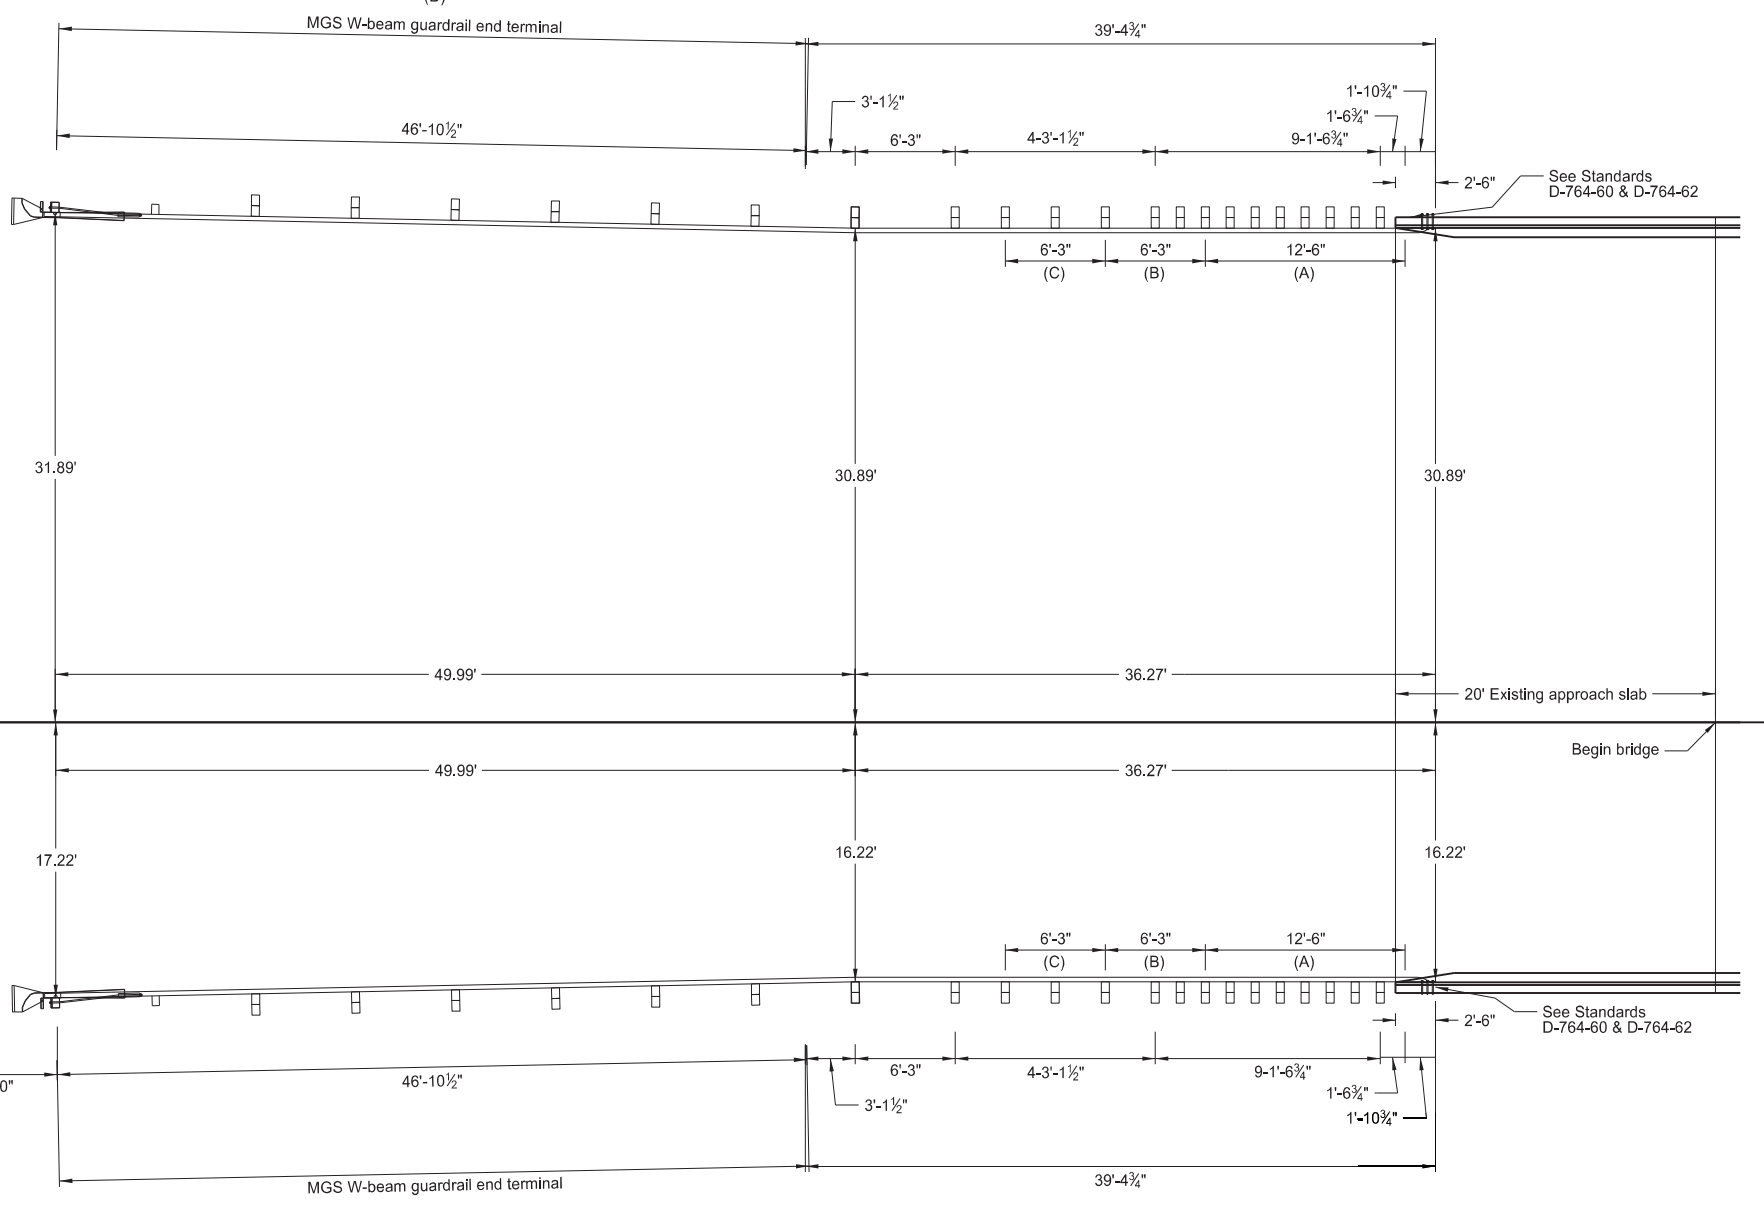 MGS W-beam guardrail end terminal
39'-4¾"
3'-1½"
1'-10¾"
1'-6¾"
46'-10½"
6'-3"
4-3'-1½"
9-1'-6¾"
2'-6"
See Standards
D-764-60 & D-764-62
6'-3"
6'-3"
12'-6"
(C)
(B)
(A)
31.89'
30.89'
30.89'
49.99'
36.27'
20' Existing approach slab
Begin bridge
49.99'
36.27'
17.22'
16.22'
16.22'
6'-3"
6'-3"
12'-6"
(C)
(B)
(A)
See Standards
D-764-60 & D-764-62
2'-6"
0"
46'-10½"
6'-3"
4-3'-1½"
9-1'-6¾"
1'-6¾"
3'-1½"
1'-10¾"
MGS W-beam guardrail end terminal
39'-4¾"